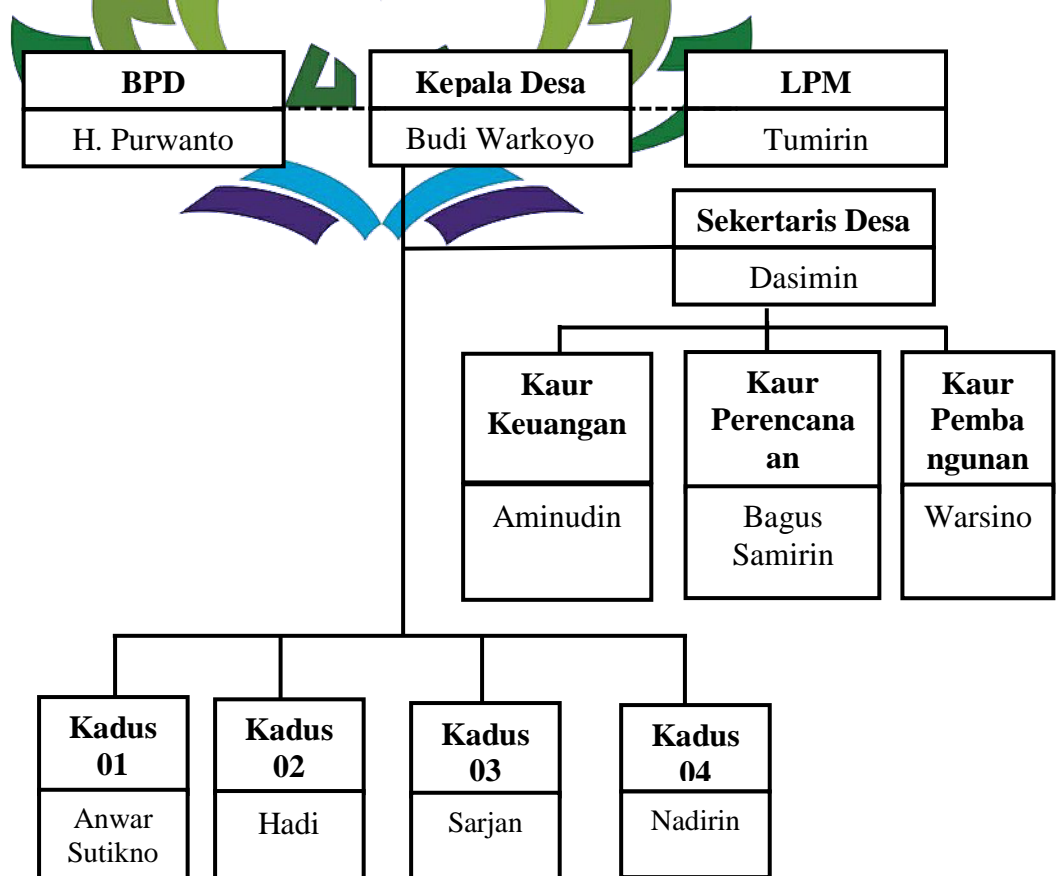 BPD
H. Purwanto
Kepala Desa
Budi Warkoyo
LPM
Tumirin
Sekertaris Desa
Dasimin
Kaur
Keuangan
Aminudin
Kaur
Perencana
an
Bagus
Samirin
Kaur
Pemba
ngunan
Warsino
Kadus
01
Anwar
Sutikno
Kadus
02
Hadi
Kadus
03
Sarjan
Kadus
04
Nadirin